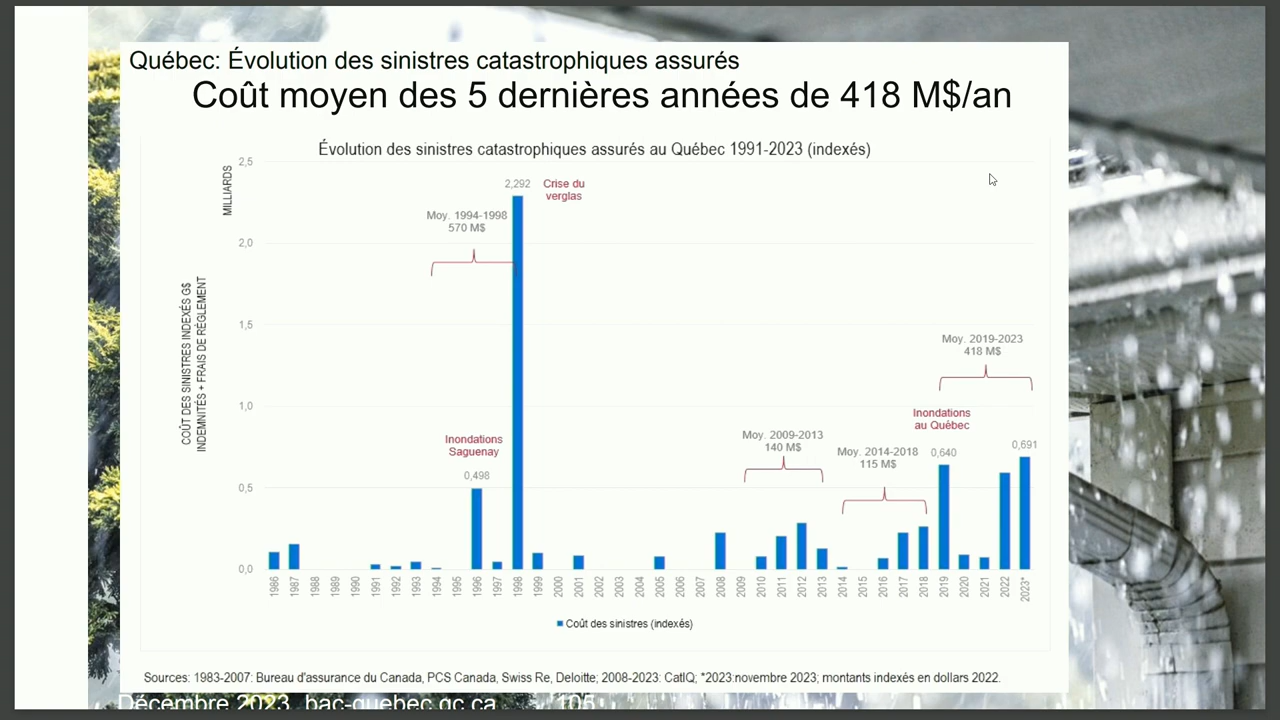 Québec: Évolution des sinistres catastrophiques assurés
Coût moyen des 5 dernières années de 418 M$/an
Évolution des sinistres catastrophiques assurés au Québec 1991-2023 (indexés)
MILLIARDS
COÛT DES SINISTRES INDEXÉS G$
INDEMNITÉS + FRAIS DE RÈGLEMENT
2,5
2,0
1,5
1,0
0,5
0,0
2,292
Crise du
verglas
Moy. 1994-1998
570 M$
Moy. 2019-2023
418 M$
Inondations
au Québec
Inondations
Saguenay
0,498
Moy. 2009-2013
140 M$
Moy. 2014-2018
115 M$
0,640
0,691
1986 1987 1988 1989 1990 1991 1992 1993 1994 1995 1996 1997 1998 1999 2000 2001 2002 2003 2004 2005 2006 2007 2008 2009 2010 2011 2012 2013 2014 2015 2016 2017 2018 2019 2020 2021 2022 2023*
Coût des sinistres (indexés)
Sources: 1983-2007: Bureau d'assurance du Canada, PCS Canada, Swiss Re, Deloitte; 2008-2023: CatIQ; *2023:novembre 2023; montants indexés en dollars 2022.
Décembre 2023 bac-quebec.qc.ca 105